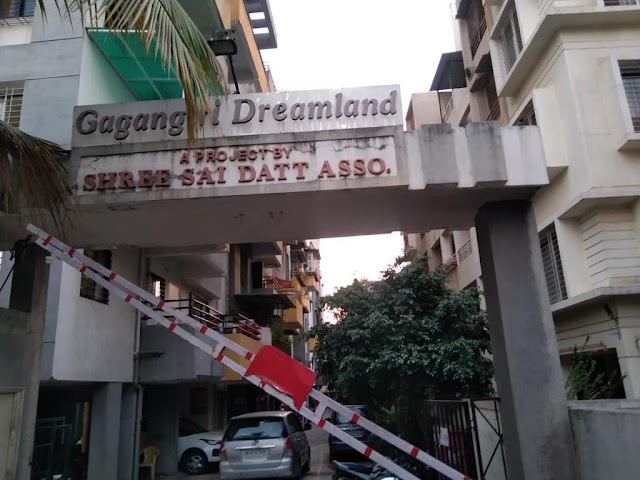 Gagangiri Dreamland
A PROJECT BY
SHREE SAI DATT ASSO.